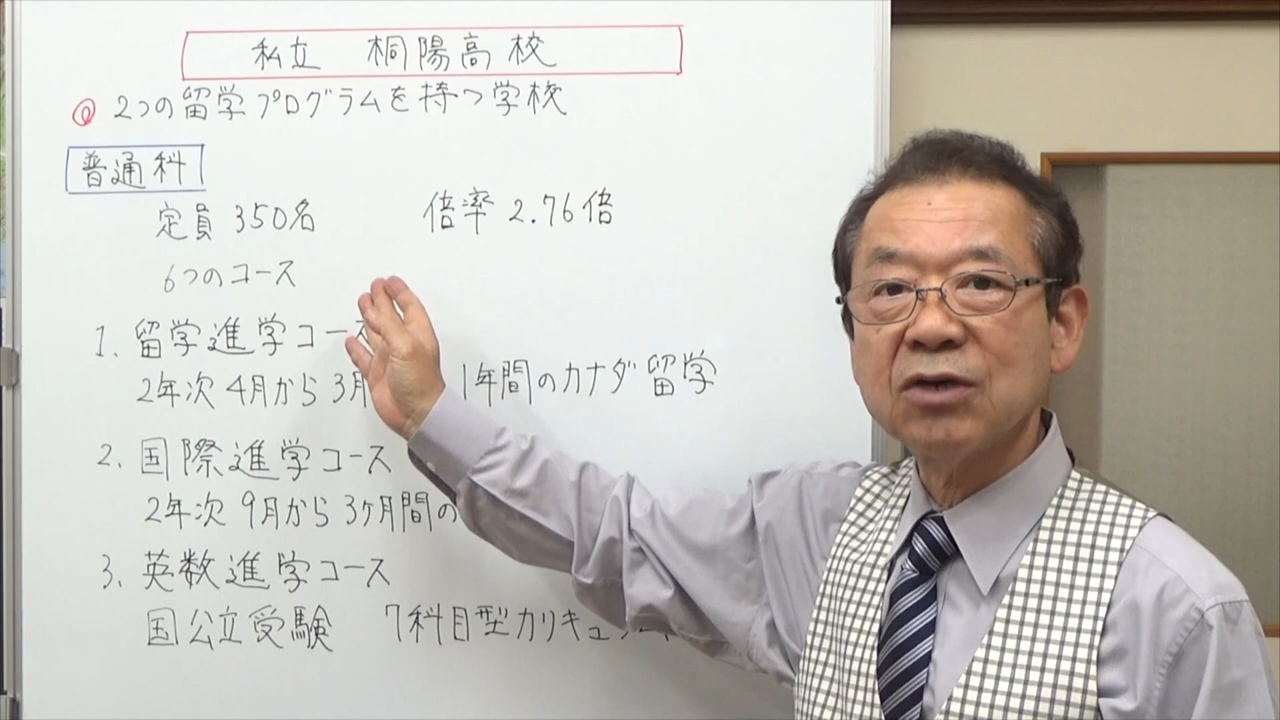 私立 桐陽高校
◎ 2つの留学プログラムを持つ学校
普通科
定員 350名 倍率 2.76倍
6つのコース
1. 留学進学コース
2年次 4月から3月 1年間のカナダ留学
2. 国際進学コース
2年次 9月から3ヶ月間の
3. 英数進学コース
国公立受験 7科目型カリキュラム